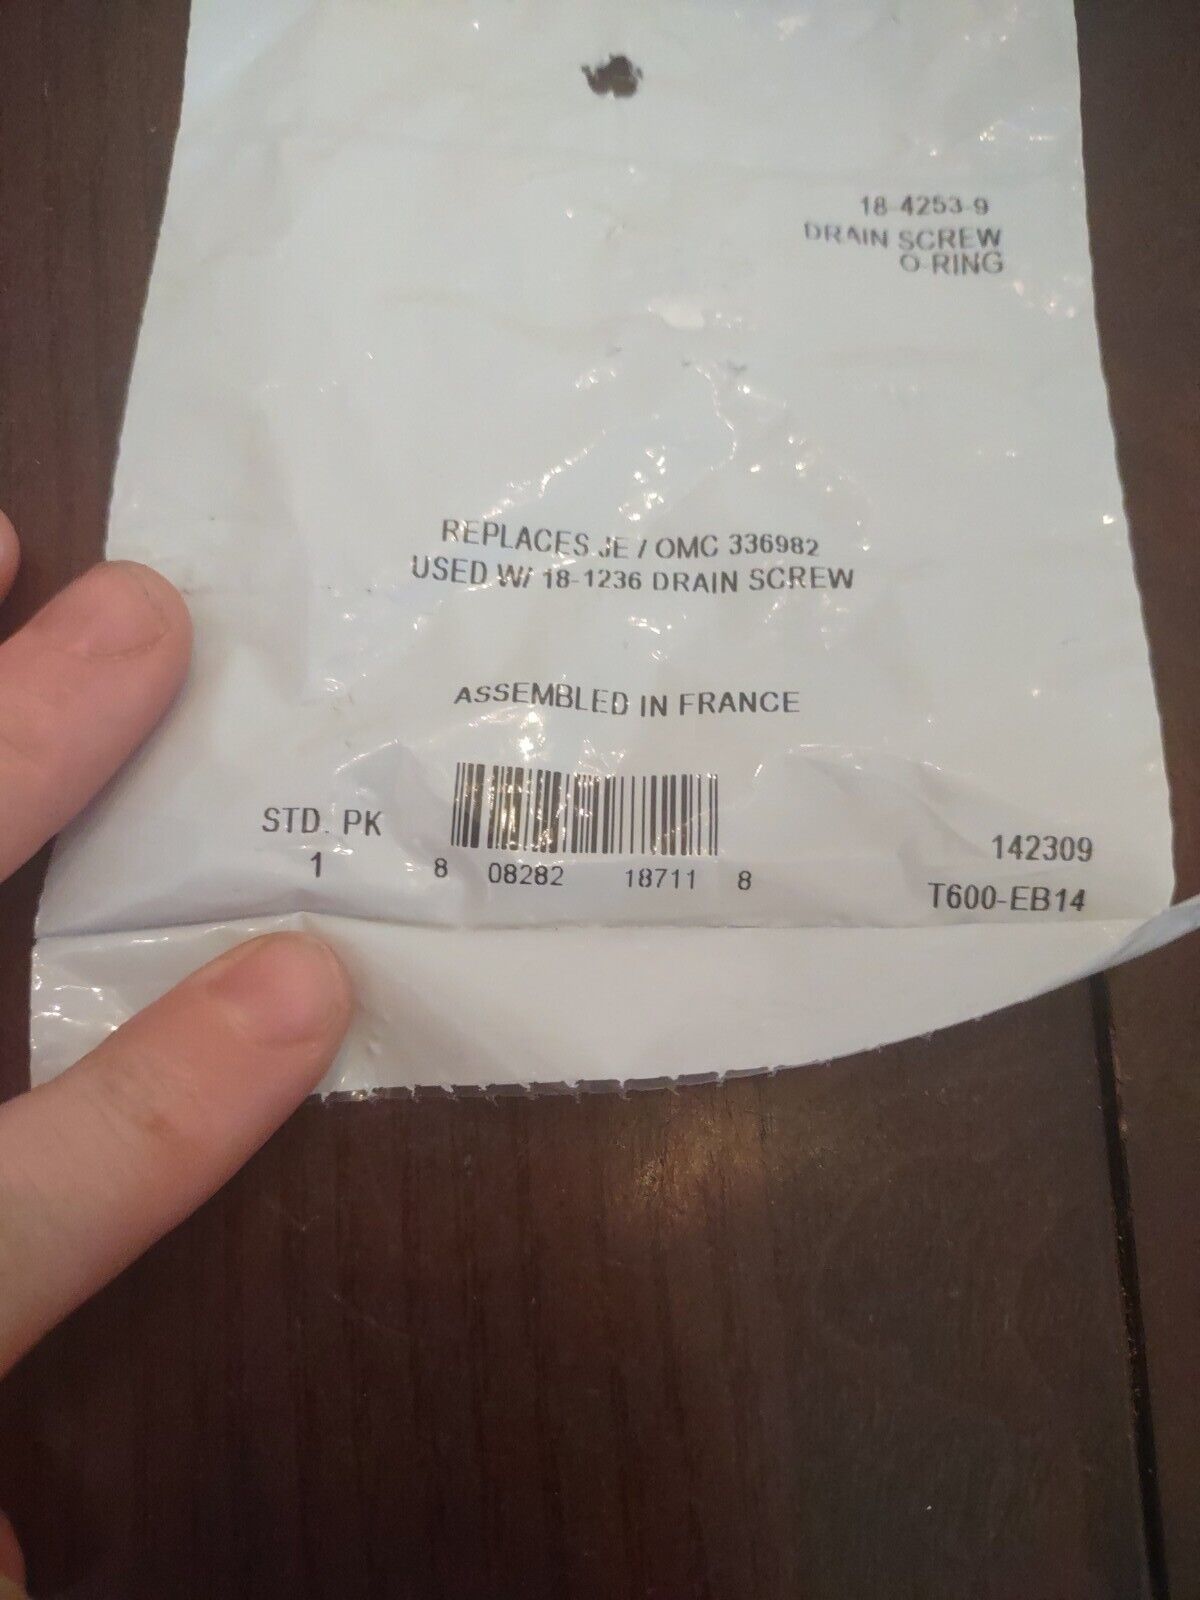 18-4253-9
DRAIN SCREW
O-RING
REPLACES JE / OMC 336982
USED W/ 18-1236 DRAIN SCREW
ASSEMBLED IN FRANCE
STD. PK
1
8 08282 18711 8
142309
T600-EB14